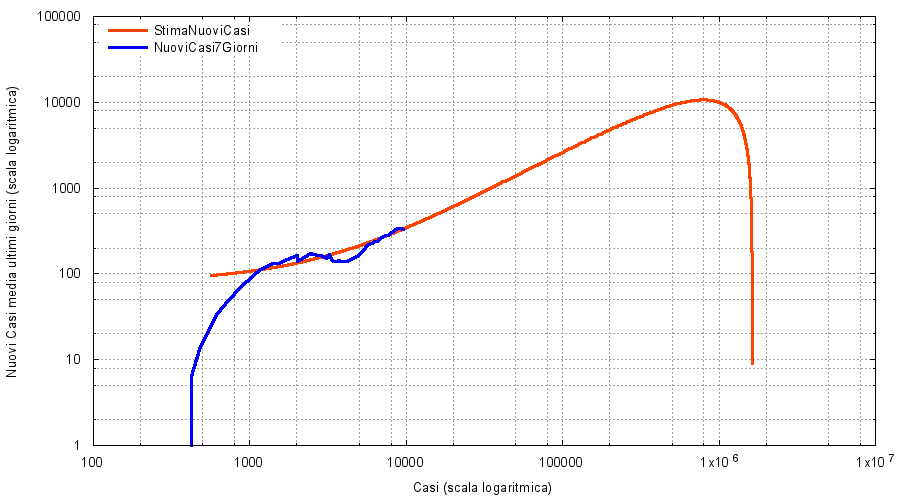 100000
10000
1000
100
10
1
StimaNuoviCasi
NuoviCasi7Giorni
Nuovi Casi media ultimi giorni (scala logaritmica)
100
1000
10000
100000
1x10 6
1x10 7
Casi (scala logaritmica)